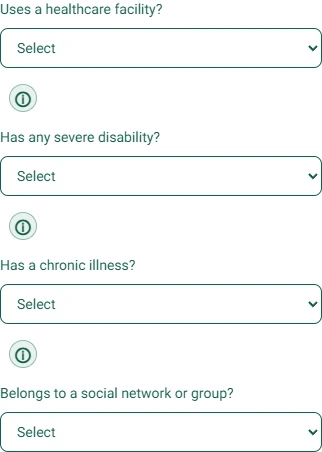 Uses a healthcare facility?
Select
Has any severe disability?
Select
Has a chronic illness?
Select
Belongs to a social network or group?
Select